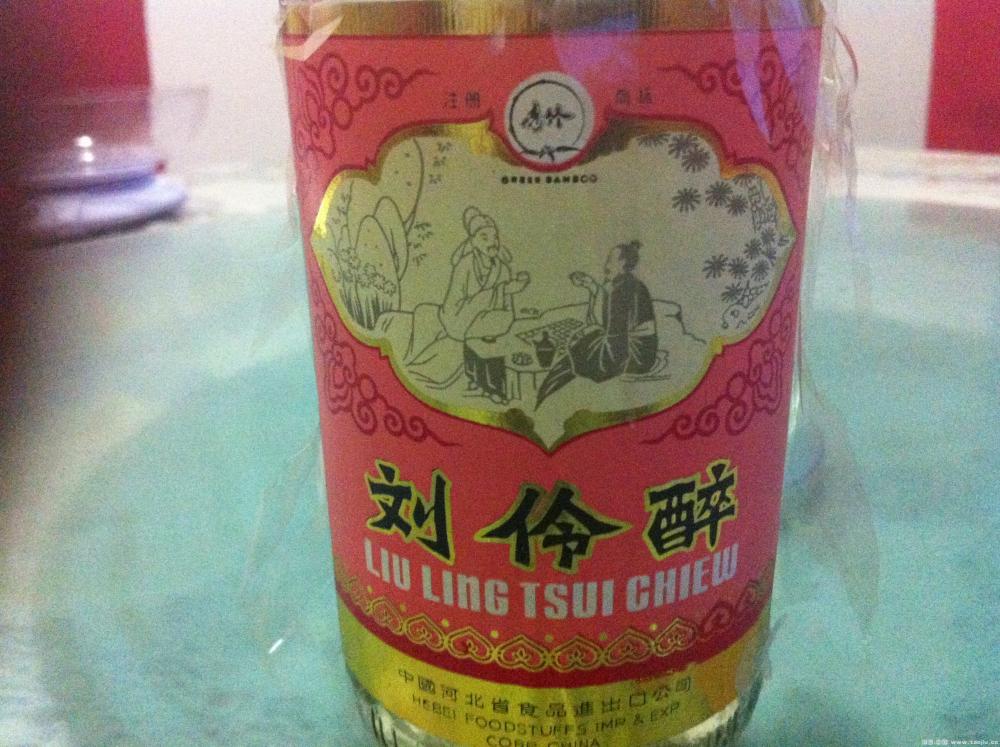 注册 商标
GREEN BAMBOO
刘伶醉
LIU LING TSUI CHIEW
中國河北省食品進出口公司
HEBEI FOODSTUFFS IMP & EXP
CORP CHINA